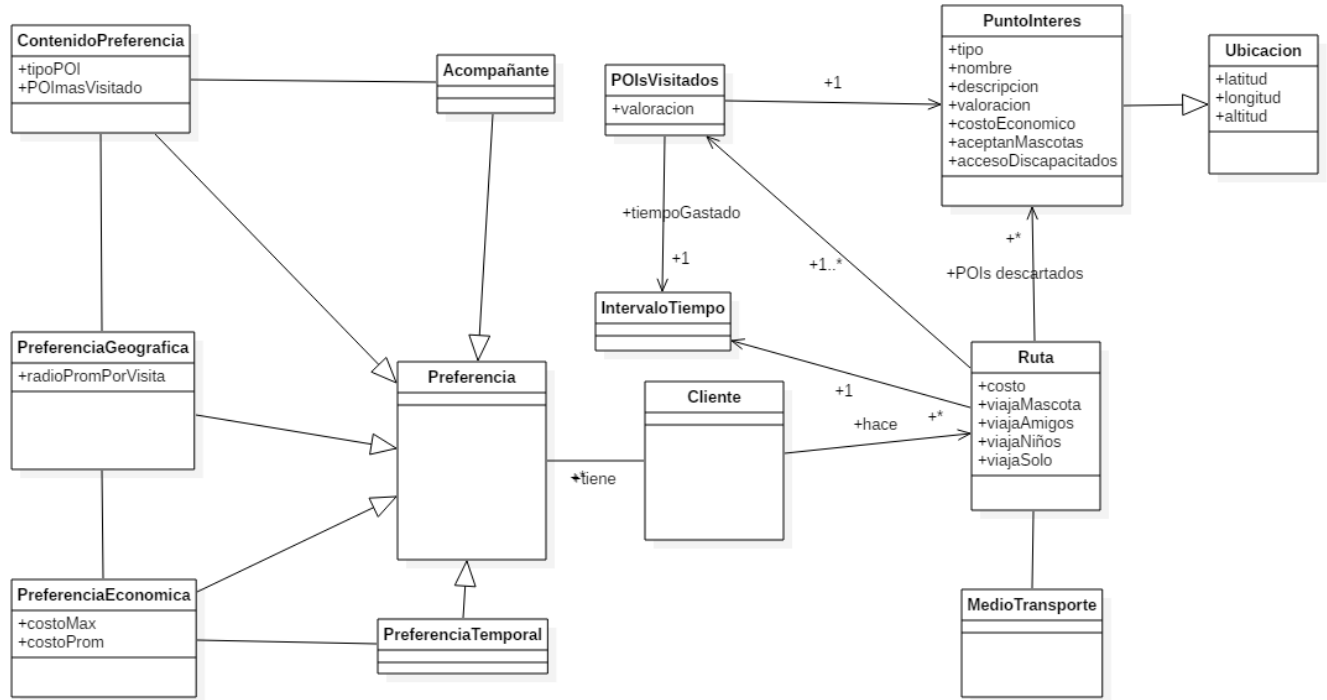 ContenidoPreferencia
+tipoPOI
+POImasVisitado
Acompañante
POIsVisitados
+valoracion
+1
PuntoInteres
+tipo
+nombre
+descripcion
+valoracion
+costoEconomico
+aceptanMascotas
+accesoDiscapacitados
Ubicacion
+latitud
+longitud
+altitud
+tiempoGastado
+1
+1..*
+*
+POIs descartados
IntervaloTiempo
PreferenciaGeografica
+radioPromPorVisita
Preferencia
Cliente
+1
+*
+hace
Ruta
+costo
+viajaMascota
+viajaAmigos
+viajaNiños
+viajaSolo
+*
+tiene
PreferenciaEconomica
+costoMax
+costoProm
PreferenciaTemporal
MedioTransporte